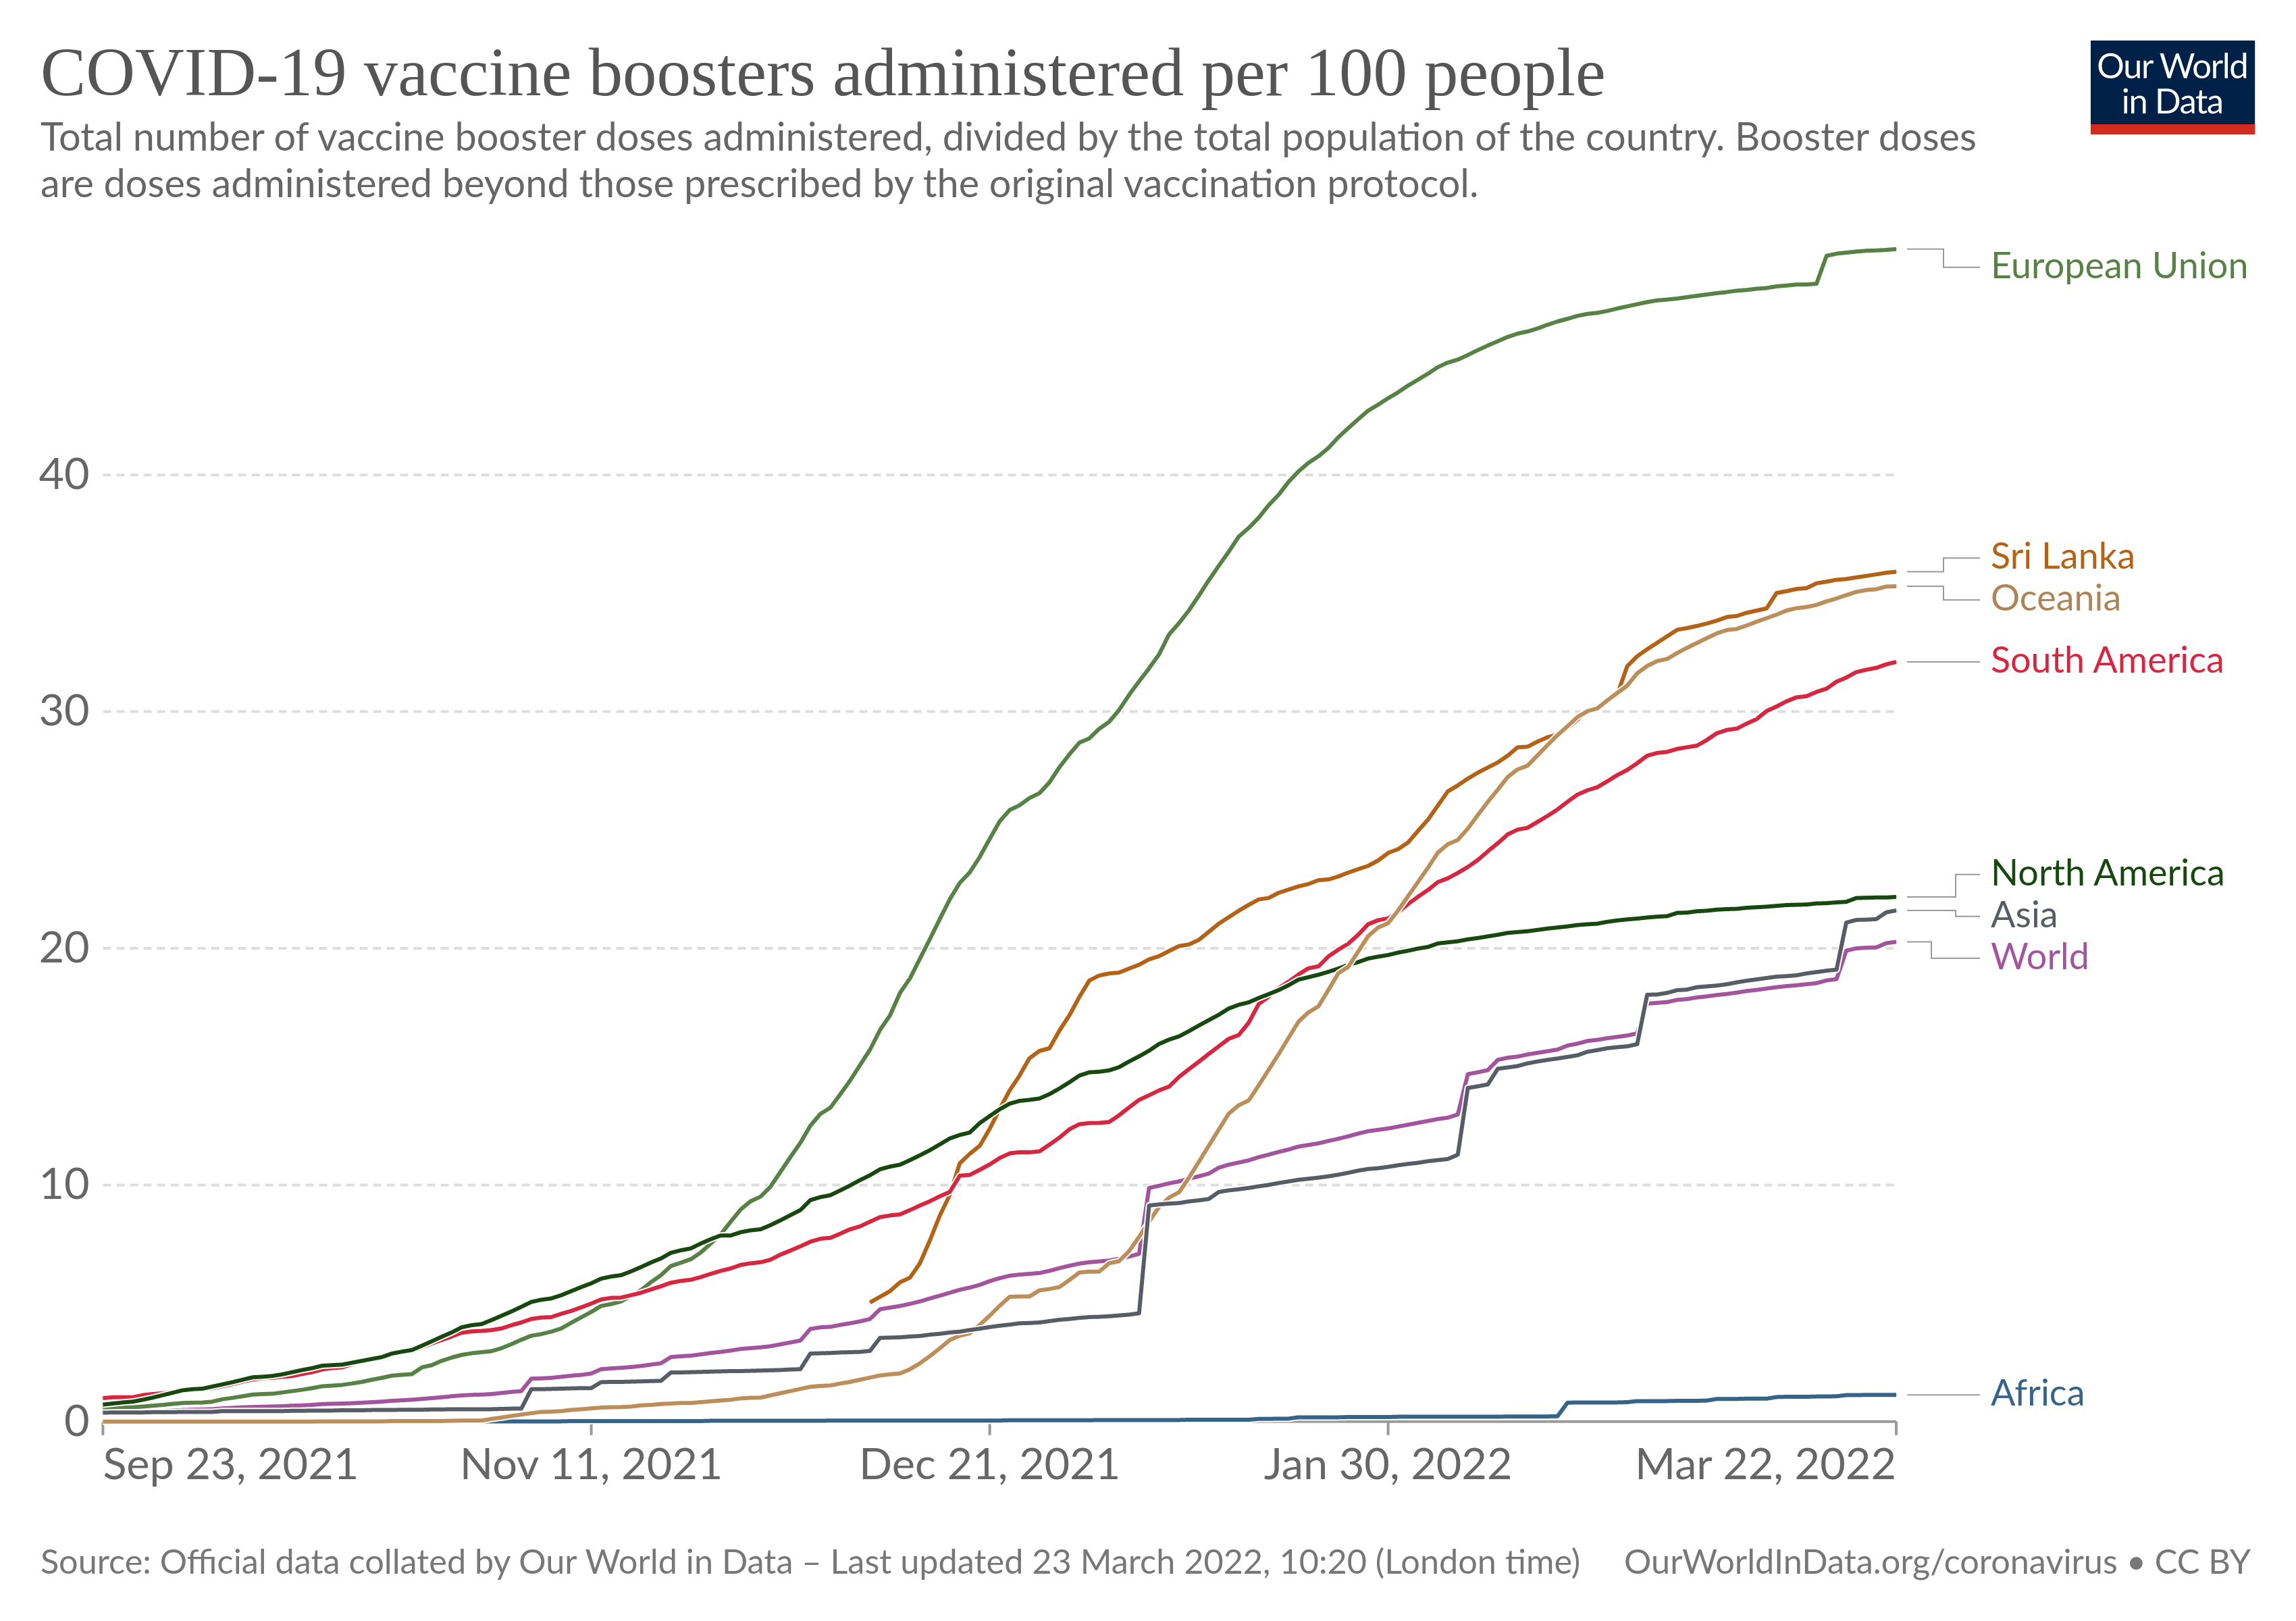 COVID-19 vaccine boosters administered per 100 people
Our World
in Data
Total number of vaccine booster doses administered, divided by the total population of the country. Booster doses
are doses administered beyond those prescribed by the original vaccination protocol.
European Union
40
Sri Lanka
Oceania
South America
30
North America
Asia
20
World
10
Africa
0
Sep 23, 2021
Nov 11, 2021
Dec 21, 2021
Jan 30, 2022
Mar 22, 2022
Source: Official data collated by Our World in Data – Last updated 23 March 2022, 10:20 (London time)
OurWorldInData.org/coronavirus • CC BY